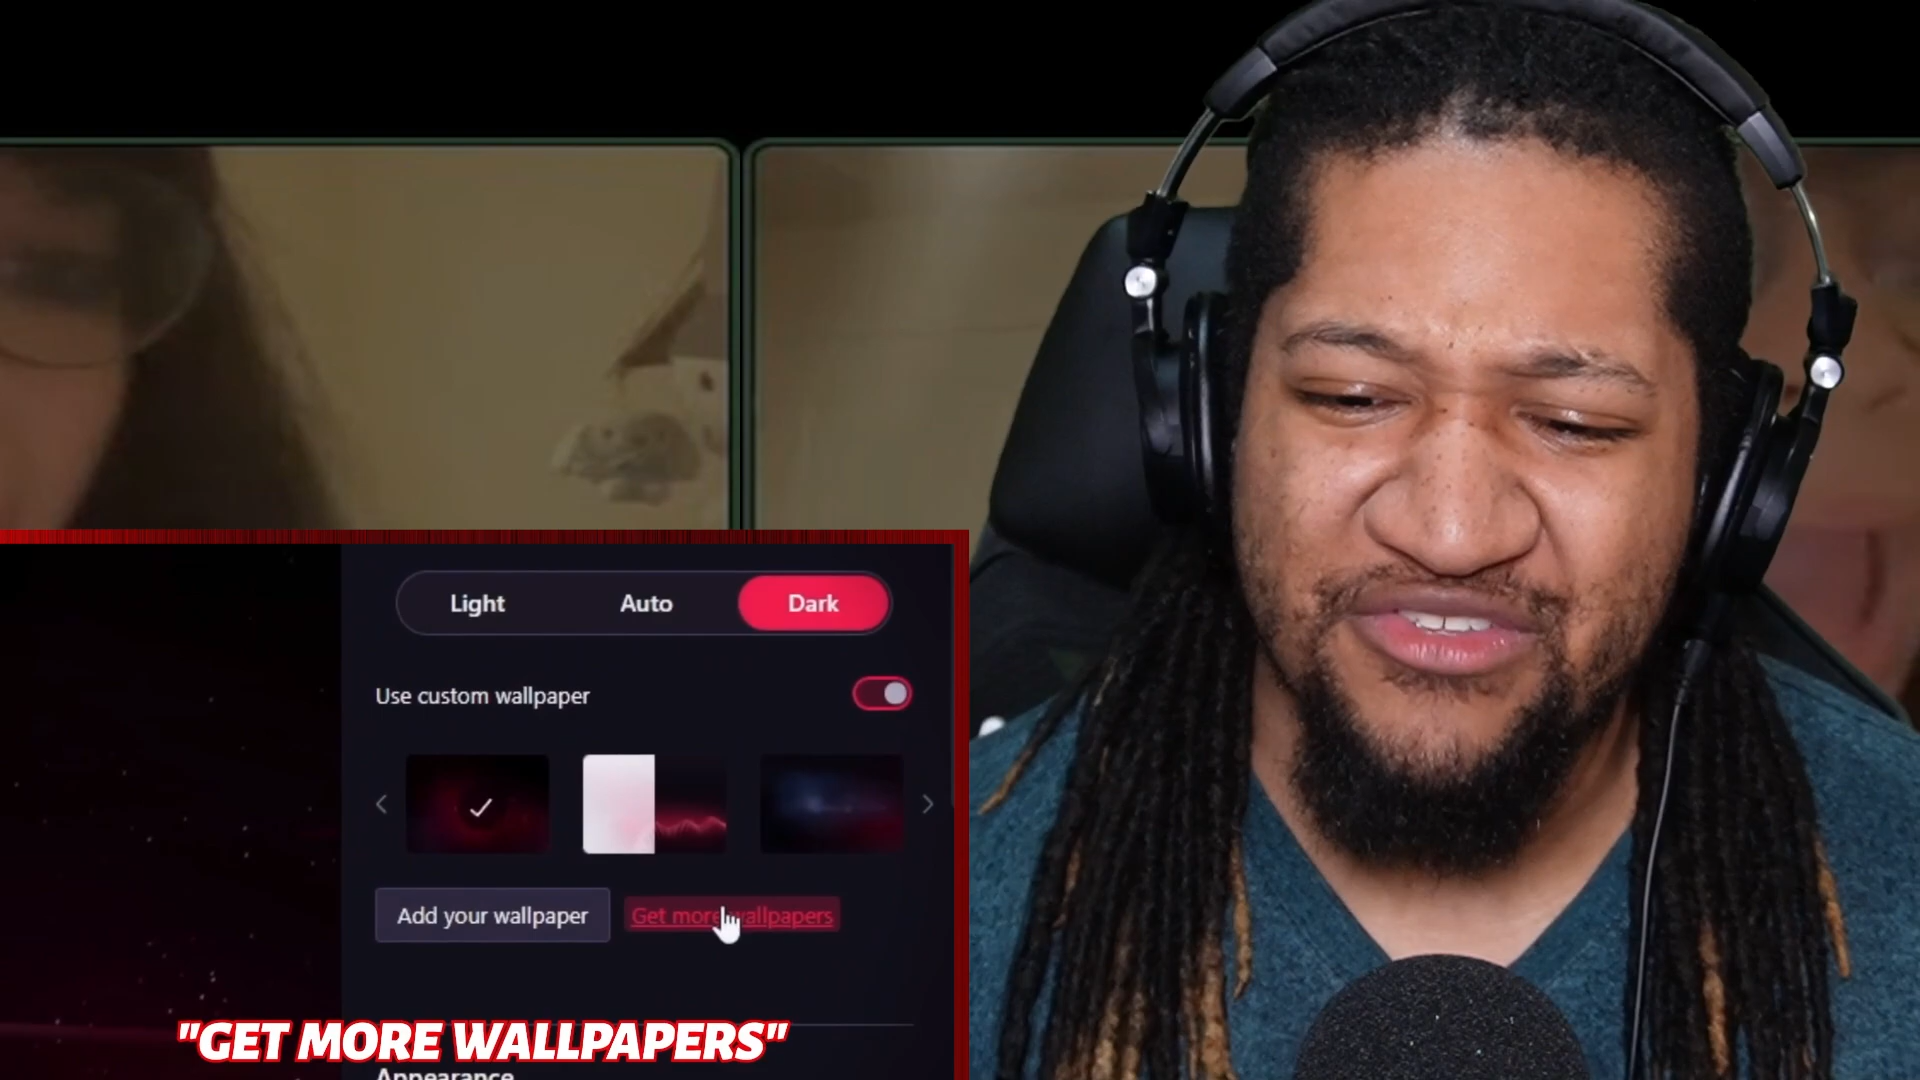 Light Auto Dark
Use custom wallpaper
Add your wallpaper Get more wallpapers
"GET MORE WALLPAPERS"
Appearance